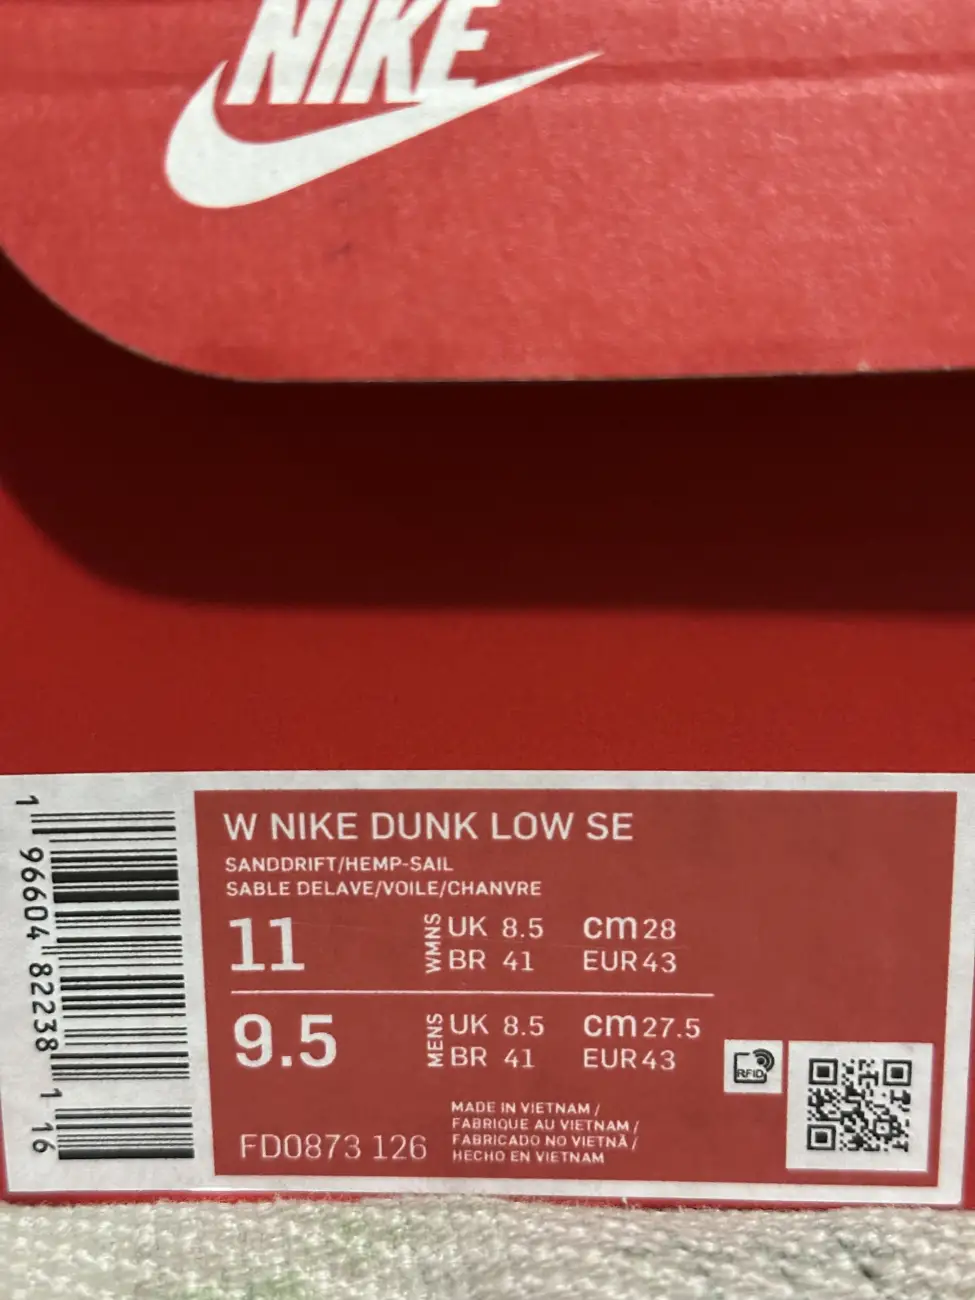 NIKE
W NIKE DUNK LOW SE
SANDDRIFT/HEMP-SAIL
SABLE DELAVE/VOILE/CHANVRE
11 WMNS UK 8.5 cm 28
BR 41 EUR 43
9.5 MENS UK 8.5 cm 27.5
BR 41 EUR 43
RFID
MADE IN VIETNAM /
FABRIQUE AU VIETNAM /
FABRICADO NO VIETNÃ /
HECHO EN VIETNAM
FD0873 126
1 96604 82238 1 16